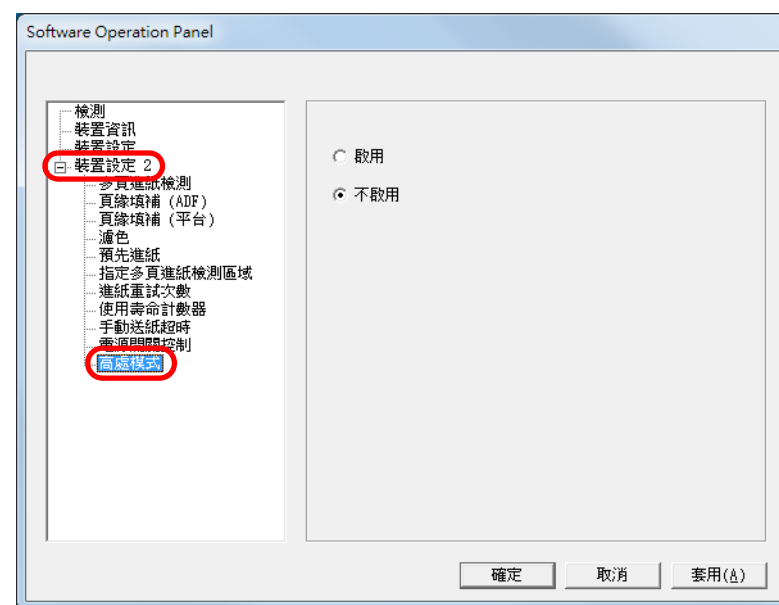 Software Operation Panel
檢測
裝置資訊
裝置設定
裝置設定 2
多頁進紙檢測
頁緣填補 (ADF)
頁緣填補 (平台)
濾色
預先進紙
指定多頁進紙檢測區域
進紙重試次數
使用壽命計數器
手動送紙超時
電源開關控制
高處模式
啟用
不啟用
確定
取消
套用(A)